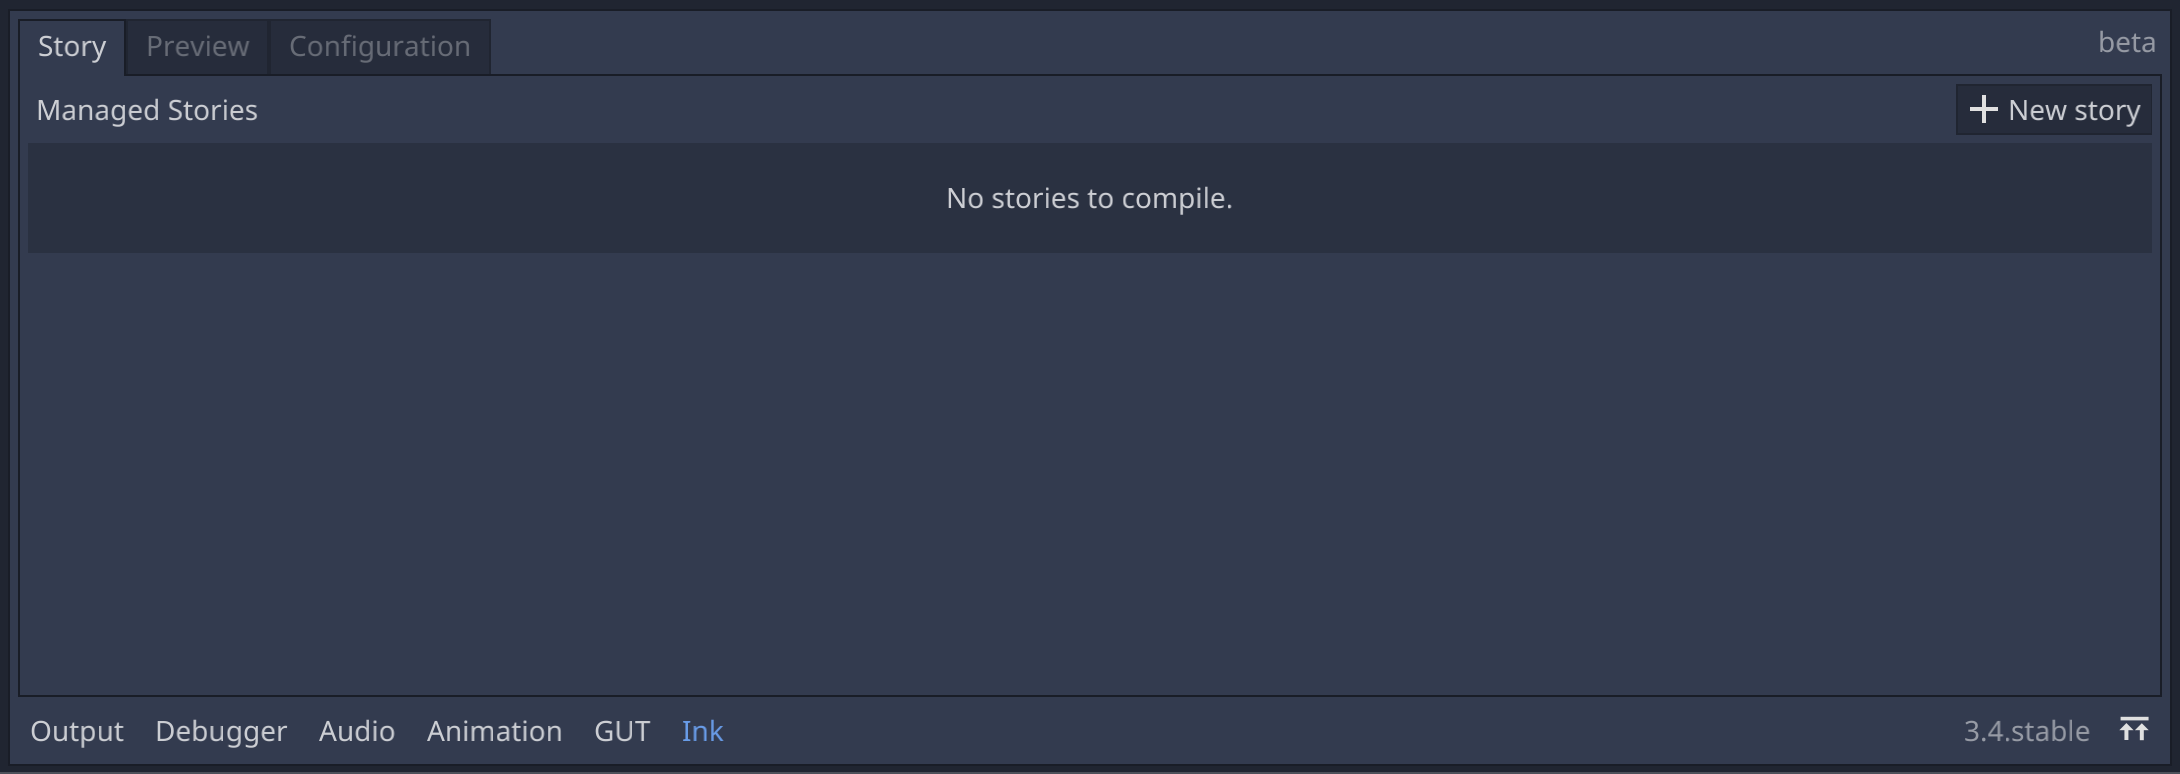 Story Preview Configuration beta
Managed Stories New story
No stories to compile.
Output Debugger Audio Animation GUT Ink 3.4.stable